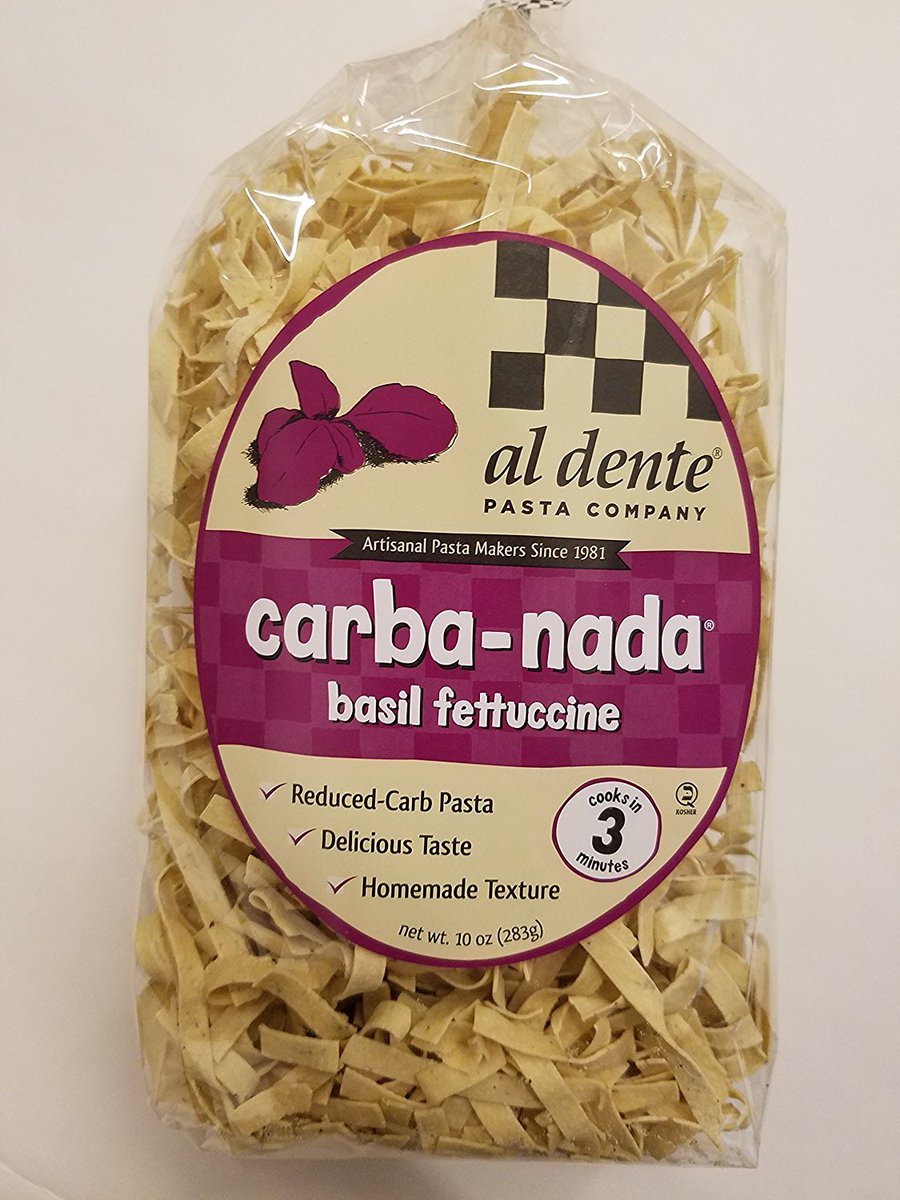 al dente®
PASTA COMPANY
Artisanal Pasta Makers Since 1981
carba-nada®
basil fettuccine
Reduced-Carb Pasta
Delicious Taste
Homemade Texture
cooks in
3
minutes
KOSHER
net wt. 10 oz (283g)